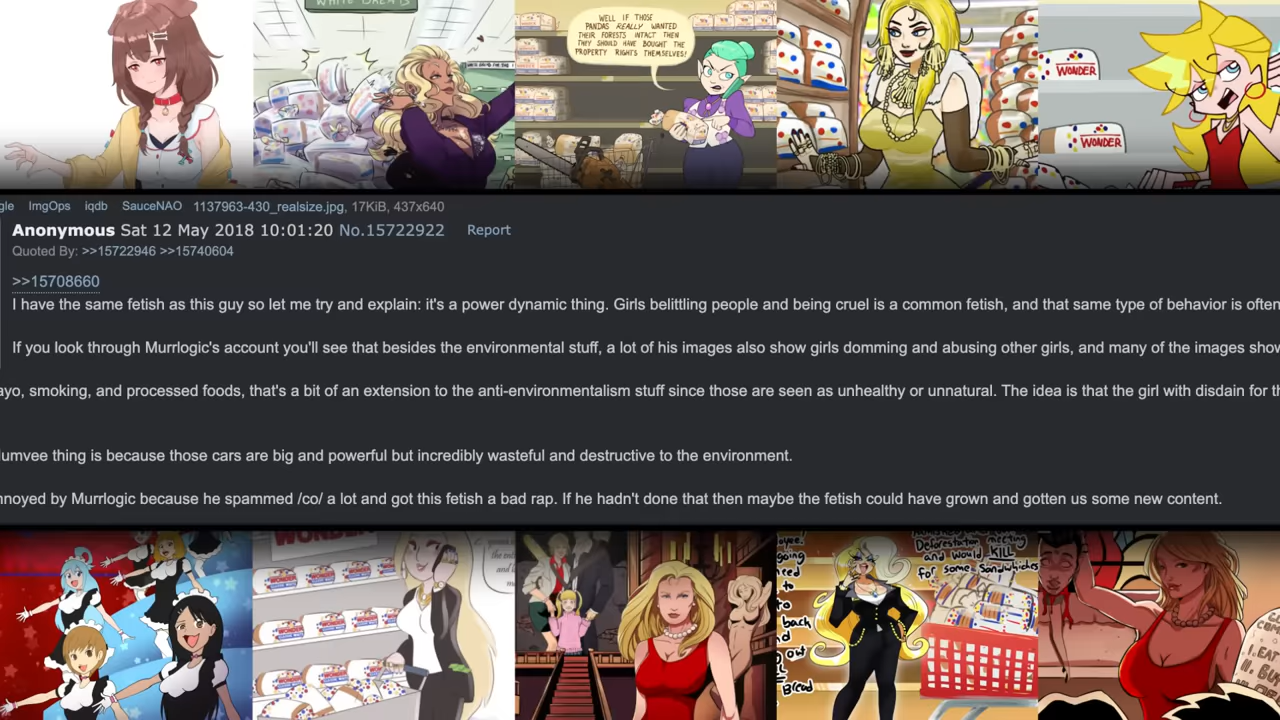 WHITE BREAD IS
WELL IF THOSE
PANDAS REALLY WANTED
THEIR FORESTS INTACT THEN
THEY SHOULD HAVE BOUGHT THE
PROPERTY RIGHTS THEMSELVES!
WONDER
WONDER
gle ImgOps iqdb SauceNAO 1137963-430_realsize.jpg, 17KiB, 437x640
Anonymous Sat 12 May 2018 10:01:20 No.15722922 Report
Quoted By: >>15722946 >>15740604
>>15708660
I have the same fetish as this guy so let me try and explain: it's a power dynamic thing. Girls belittling people and being cruel is a common fetish, and that same type of behavior is often
If you look through Murrlogic's account you'll see that besides the environmental stuff, a lot of his images also show girls domming and abusing other girls, and many of the images show
ayo, smoking, and processed foods, that's a bit of an extension to the anti-environmentalism stuff since those are seen as unhealthy or unnatural. The idea is that the girl with disdain for th
umvee thing is because those cars are big and powerful but incredibly wasteful and destructive to the environment.
nnoyed by Murrlogic because he spammed /co/ a lot and got this fetish a bad rap. If he hadn't done that then maybe the fetish could have grown and gotten us some new content.
WONDER
oyee.
going
to
to
back
nd
out
Bread
Deforestation meeting
and would KILL
for some Sandwhiches
I. EAT